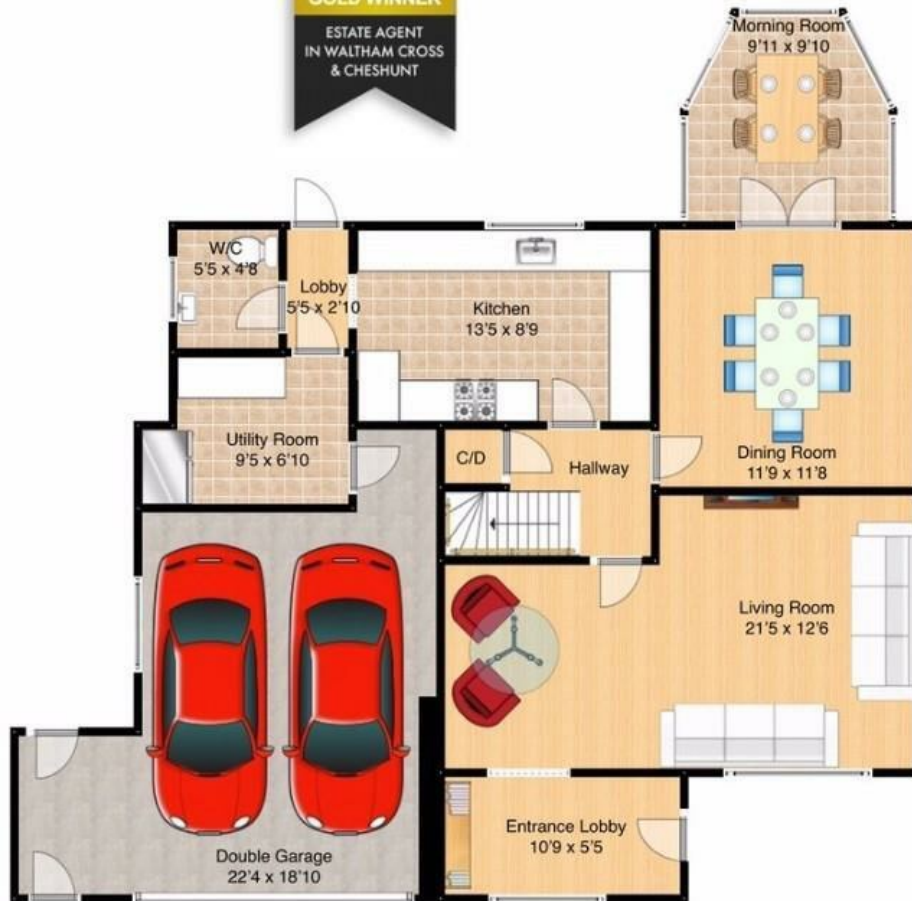 GOLD WINNER
ESTATE AGENT
IN WALTHAM CROSS
& CHESHUNT
Morning Room
9'11 x 9'10
W/C
5'5 x 4'8
Lobby
5'5 x 2'10
Kitchen
13'5 x 8'9
Utility Room
9'5 x 6'10
C/D
Hallway
Dining Room
11'9 x 11'8
Living Room
21'5 x 12'6
Entrance Lobby
10'9 x 5'5
Double Garage
22'4 x 18'10